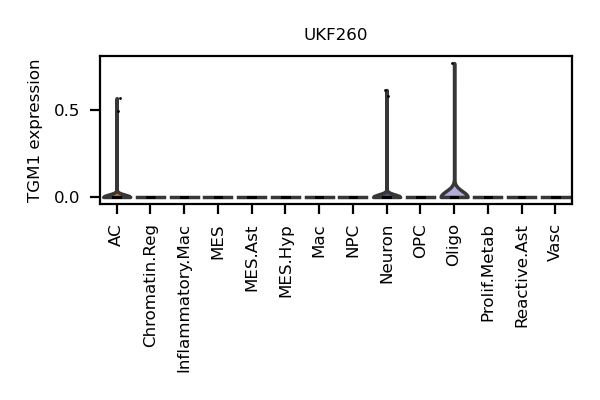 UKF260
TGM1 expression
0.5
0.0
AC
Chromatin.Reg
Inflammatory.Mac
MES
MES.Ast
MES.Hyp
Mac
NPC
Neuron
OPC
Oligo
Prolif.Metab
Reactive.Ast
Vasc